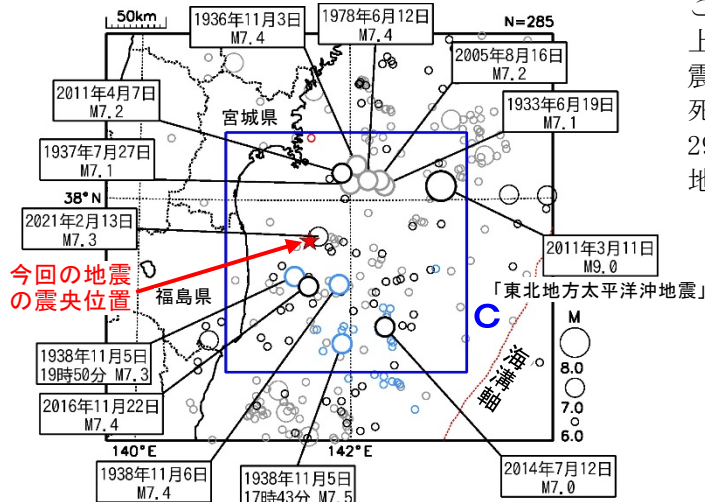 50km
N=285
1936年11月3日
M7.4
1978年6月12日
M7.4
2005年8月16日
M7.2
2011年4月7日
M7.2
1933年6月19日
M7.1
宮城県
1937年7月27日
M7.1
38°N
2021年2月13日
M7.3
2011年3月11日
M9.0
「東北地方太平洋沖地震」
今回の地震
の震央位置
福島県
C
1938年11月5日
19時50分 M7.3
2016年11月22日
M7.4
海溝軸
M
8.0
7.0
6.0
140°E
142°E
1938年11月6日
M7.4
1938年11月5日
17時43分 M7.5
2014年7月12日
M7.0
上
震
死
29
地